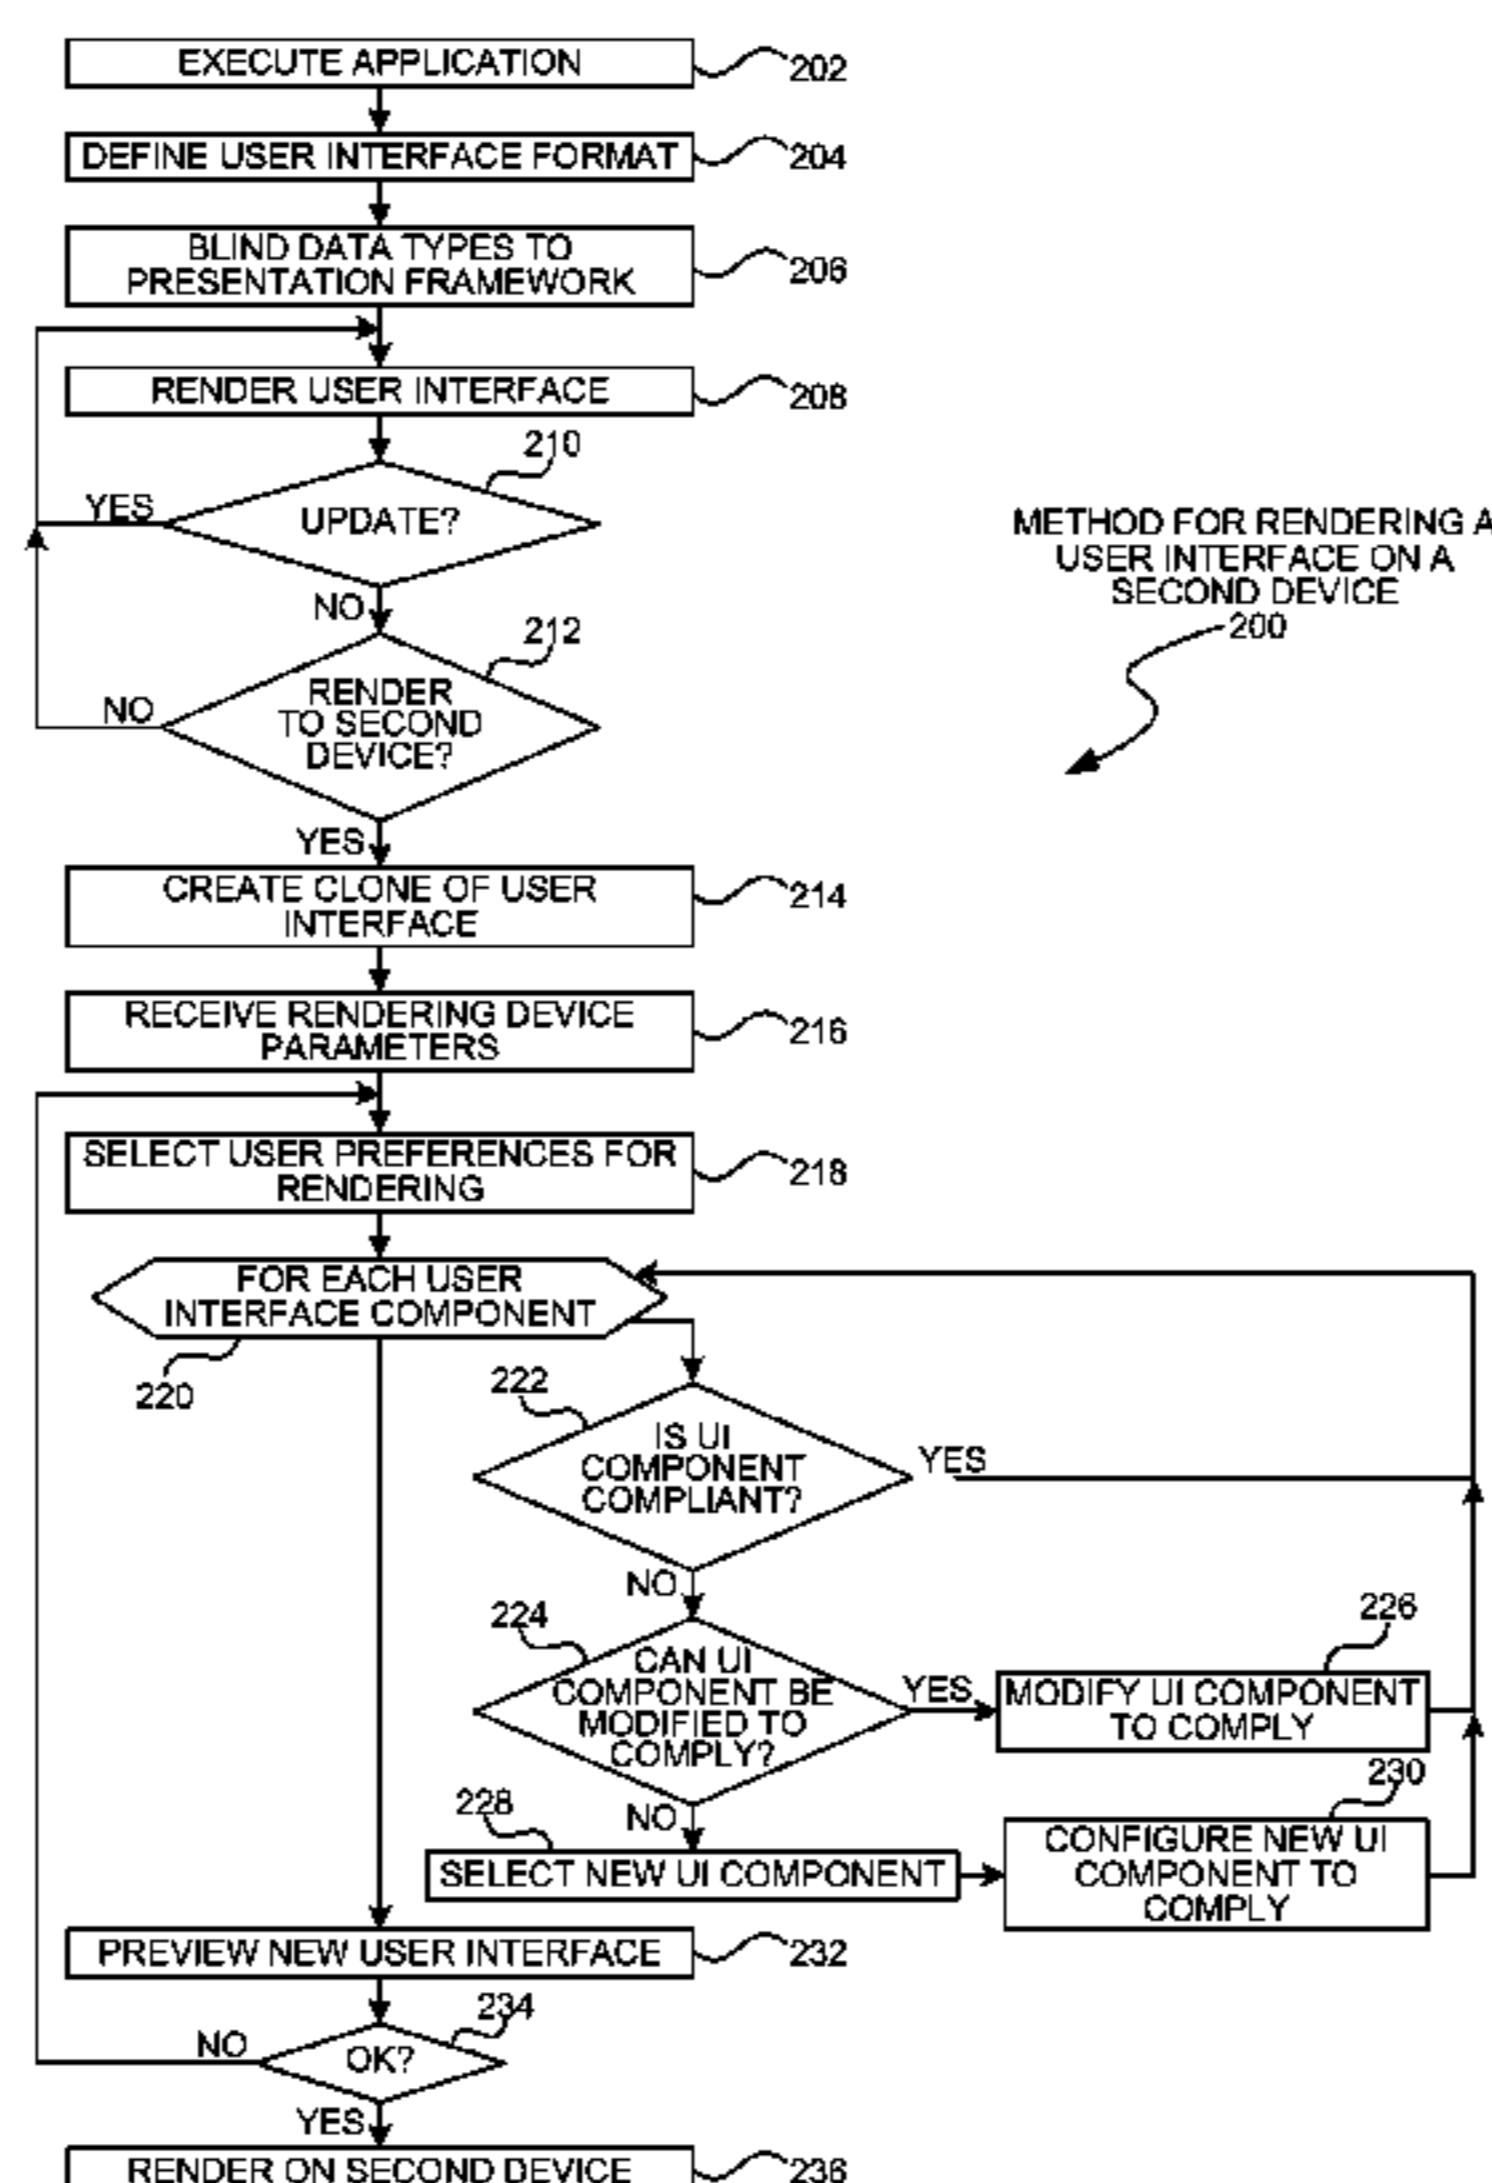 EXECUTE APPLICATION
202
DEFINE USER INTERFACE FORMAT
204
BLIND DATA TYPES TO
PRESENTATION FRAMEWORK
206
RENDER USER INTERFACE
208
210
YES
UPDATE?
NO
METHOD FOR RENDERING A
USER INTERFACE ON A
SECOND DEVICE
200
212
NO
RENDER
TO SECOND
DEVICE?
YES
CREATE CLONE OF USER
INTERFACE
214
RECEIVE RENDERING DEVICE
PARAMETERS
216
SELECT USER PREFERENCES FOR
RENDERING
218
FOR EACH USER
INTERFACE COMPONENT
220
222
IS UI
COMPONENT
COMPLIANT?
YES
NO
224
CAN UI
COMPONENT BE
MODIFIED TO
COMPLY?
YES
226
MODIFY UI COMPONENT
TO COMPLY
NO
228
SELECT NEW UI COMPONENT
230
CONFIGURE NEW UI
COMPONENT TO
COMPLY
PREVIEW NEW USER INTERFACE
232
234
NO
OK?
YES
RENDER ON SECOND DEVICE
236